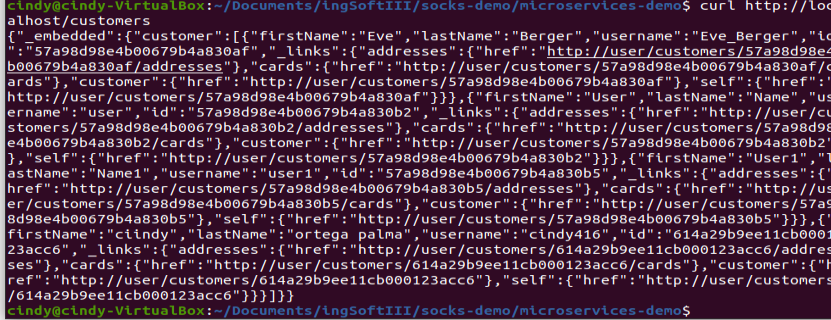 cindy@cindy-VirtualBox:~/Documents/ingSoftIII/socks-demo/microservices-demo$ curl http://loc
alhost/customers
{"_embedded":{"customer":[{"firstName":"Eve","lastName":"Berger","username":"Eve_Berger","id
":"57a98d98e4b00679b4a830af","_links":{"addresses":{"href":"http://user/customers/57a98d98e4
b00679b4a830af/addresses"},"cards":{"href":"http://user/customers/57a98d98e4b00679b4a830af/c
ards"},"customer":{"href":"http://user/customers/57a98d98e4b00679b4a830af"},"self":{"href":"
http://user/customers/57a98d98e4b00679b4a830af"}}},{"firstName":"User","lastName":"Name","us
ername":"user","id":"57a98d98e4b00679b4a830b2","_links":{"addresses":{"href":"http://user/cu
stomers/57a98d98e4b00679b4a830b2/addresses"},"cards":{"href":"http://user/customers/57a98d98
e4b00679b4a830b2/cards"},"customer":{"href":"http://user/customers/57a98d98e4b00679b4a830b2"
},"self":{"href":"http://user/customers/57a98d98e4b00679b4a830b2"}}},{"firstName":"User1","l
astName":"Name1","username":"user1","id":"57a98d98e4b00679b4a830b5","_links":{"addresses":{"
href":"http://user/customers/57a98d98e4b00679b4a830b5/addresses"},"cards":{"href":"http://us
er/customers/57a98d98e4b00679b4a830b5/cards"},"customer":{"href":"http://user/customers/57a9
8d98e4b00679b4a830b5"},"self":{"href":"http://user/customers/57a98d98e4b00679b4a830b5"}}},{"
firstName":"ciindy","lastName":"ortega palma","username":"cindy416","id":"614a29b9ee11cb0001
23acc6","_links":{"addresses":{"href":"http://user/customers/614a29b9ee11cb000123acc6/addres
ses"},"cards":{"href":"http://user/customers/614a29b9ee11cb000123acc6/cards"},"customer":{"h
ref":"http://user/customers/614a29b9ee11cb000123acc6"},"self":{"href":"http://user/customers
/614a29b9ee11cb000123acc6"}}}]}}
cindy@cindy-VirtualBox:~/Documents/ingSoftIII/socks-demo/microservices-demo$